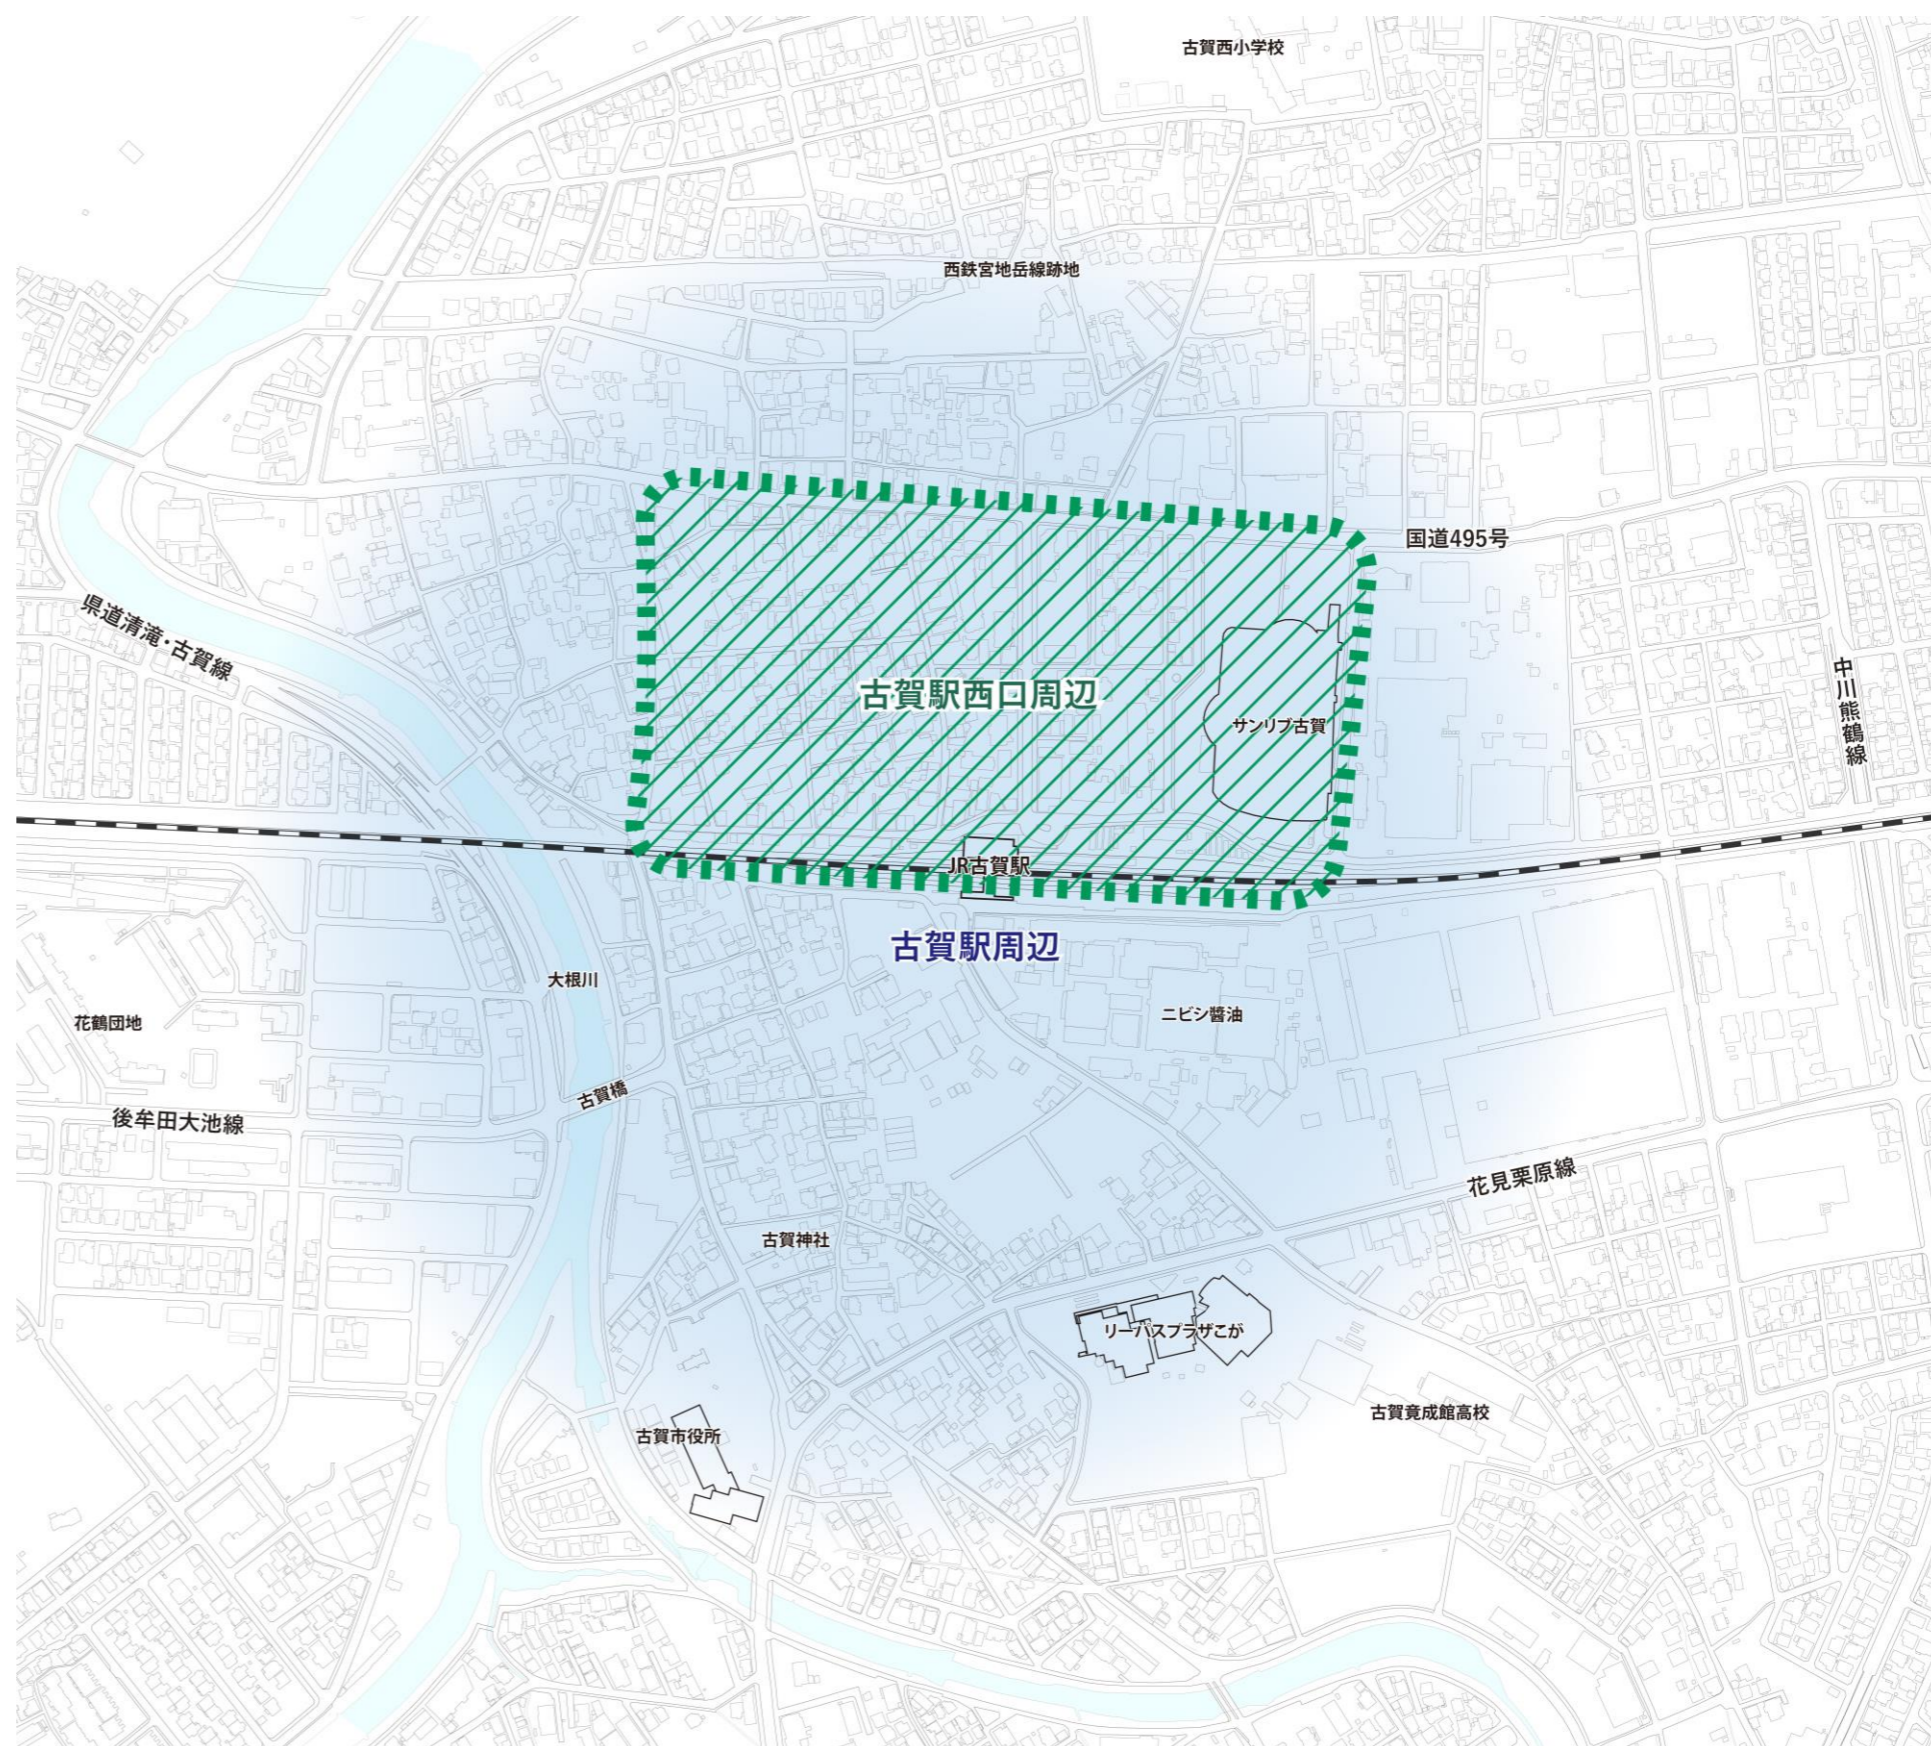 古賀西小学校
西鉄宮地岳線跡地
国道495号
県道清滝・古賀線
古賀駅西口周辺
サンリブ古賀
中川熊鶴線
JR古賀駅
古賀駅周辺
大根川
ニビシ醤油
花鶴団地
古賀橋
後牟田大池線
花見栗原線
古賀神社
リーパスプラザこが
古賀竟成館高校
古賀市役所